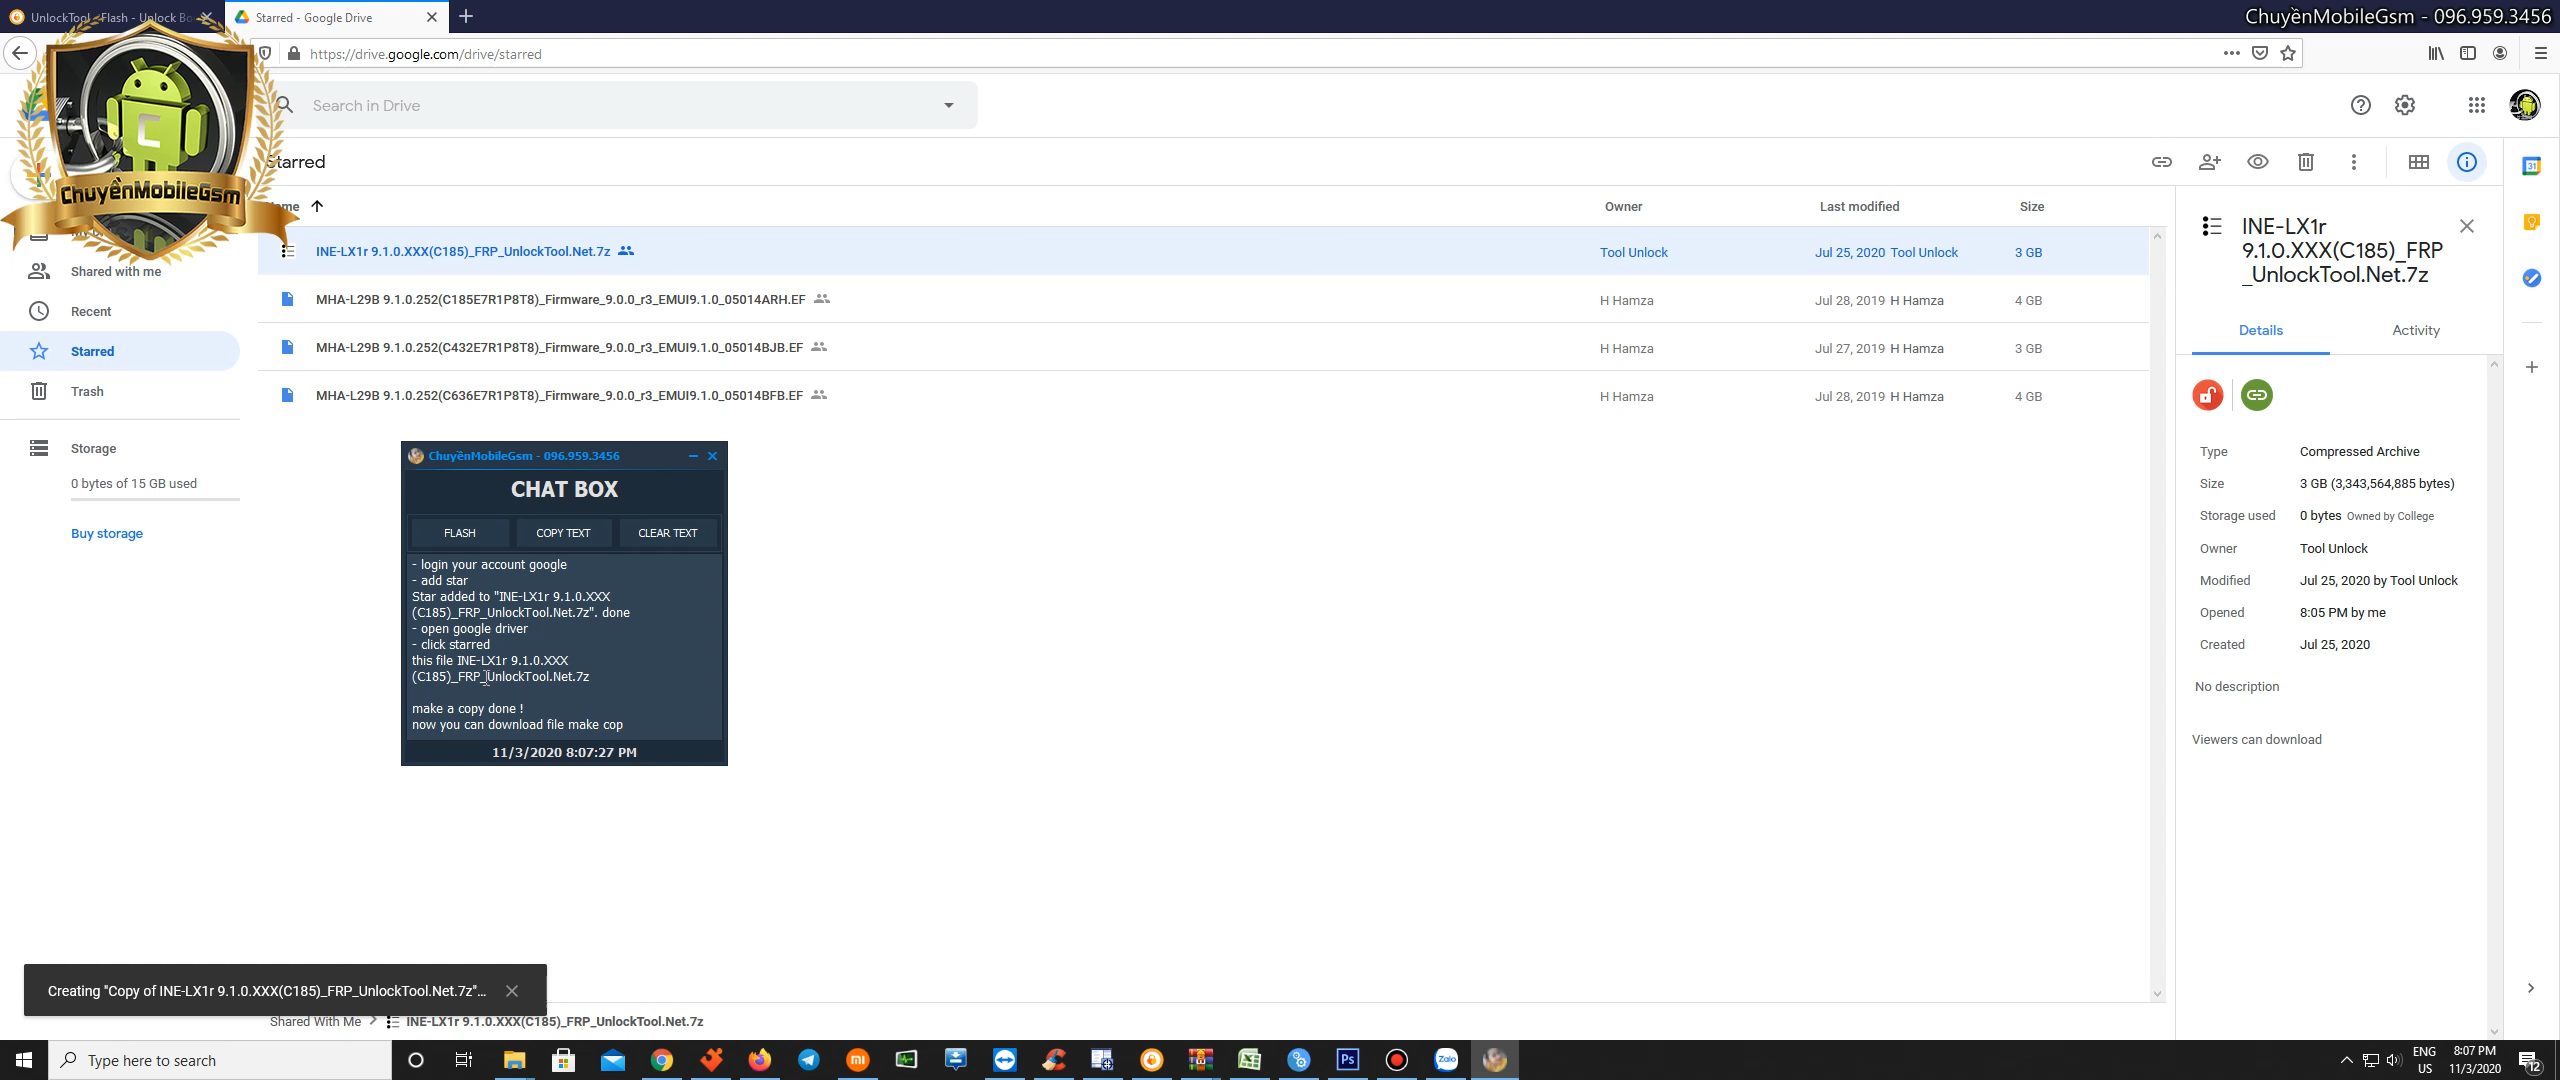 UnlockTool - Flash - Unlock Bo
Starred - Google Drive
ChuyềnMobileGsm - 096.959.3456
https://drive.google.com/drive/starred
Search in Drive
ChuyềnMobileGsm
Starred
Name
Owner
Last modified
Size
INE-LX1r 9.1.0.XXX(C185)_FRP_UnlockTool.Net.7z
Tool Unlock
Jul 25, 2020 Tool Unlock
3 GB
MHA-L29B 9.1.0.252(C185E7R1P8T8)_Firmware_9.0.0_r3_EMUI9.1.0_05014ARH.EF
H Hamza
Jul 28, 2019 H Hamza
4 GB
MHA-L29B 9.1.0.252(C432E7R1P8T8)_Firmware_9.0.0_r3_EMUI9.1.0_05014BJB.EF
H Hamza
Jul 27, 2019 H Hamza
3 GB
MHA-L29B 9.1.0.252(C636E7R1P8T8)_Firmware_9.0.0_r3_EMUI9.1.0_05014BFB.EF
H Hamza
Jul 28, 2019 H Hamza
4 GB
Shared with me
Recent
Starred
Trash
Storage
0 bytes of 15 GB used
Buy storage
ChuyềnMobileGsm - 096.959.3456
CHAT BOX
FLASH
COPY TEXT
CLEAR TEXT
- login your account google
- add star
Star added to "INE-LX1r 9.1.0.XXX
(C185)_FRP_UnlockTool.Net.7z". done
- open google driver
- click starred
this file INE-LX1r 9.1.0.XXX
(C185)_FRP_UnlockTool.Net.7z
make a copy done !
now you can download file make cop
11/3/2020 8:07:27 PM
INE-LX1r
9.1.0.XXX(C185)_FRP
_UnlockTool.Net.7z
Details
Activity
Type
Compressed Archive
Size
3 GB (3,343,564,885 bytes)
Storage used
0 bytes Owned by College
Owner
Tool Unlock
Modified
Jul 25, 2020 by Tool Unlock
Opened
8:05 PM by me
Created
Jul 25, 2020
No description
Viewers can download
Creating "Copy of INE-LX1r 9.1.0.XXX(C185)_FRP_UnlockTool.Net.7z"...
Shared With Me
INE-LX1r 9.1.0.XXX(C185)_FRP_UnlockTool.Net.7z
Type here to search
mi
Ps
Zalo
ENG
US
8:07 PM
11/3/2020
12
31